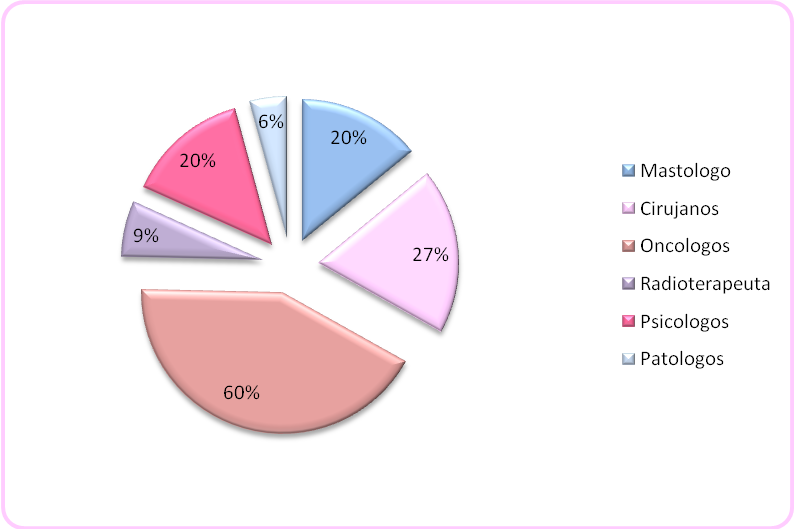 6%
20%
20%
9%
27%
60%
Mastologo
Cirujanos
Oncologos
Radioterapeuta
Psicologos
Patologos